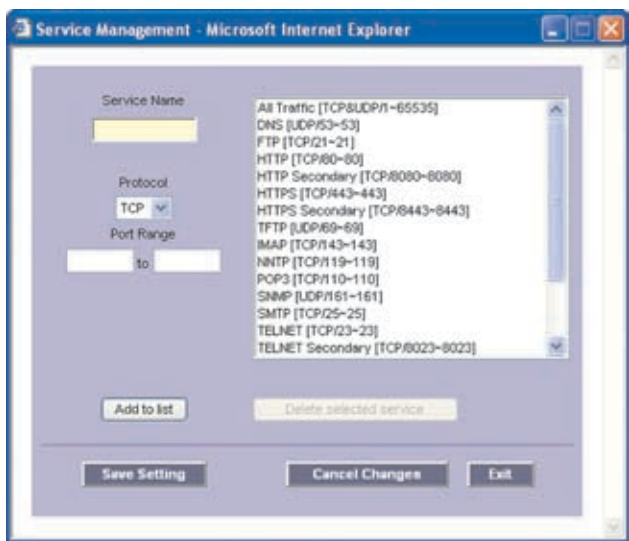 Service Management - Microsoft Internet Explorer
Service Name
Protocol
TCP
Port Range
to
Add to list
All Traffic [TCP&UDP/1~65535]
DNS [UDP/53~53]
FTP [TCP/21~21]
HTTP [TCP/80~80]
HTTP Secondary [TCP/8080~8080]
HTTPS [TCP/443~443]
HTTPS Secondary [TCP/8443~8443]
TFTP [UDP/69~69]
IMAP [TCP/143~143]
NNTP [TCP/119~119]
POP3 [TCP/110~110]
SNMP [UDP/161~161]
SMTP [TCP/25~25]
TELNET [TCP/23~23]
TELNET Secondary [TCP/8023~8023]
Delete selected service
Save Setting
Cancel Changes
Exit